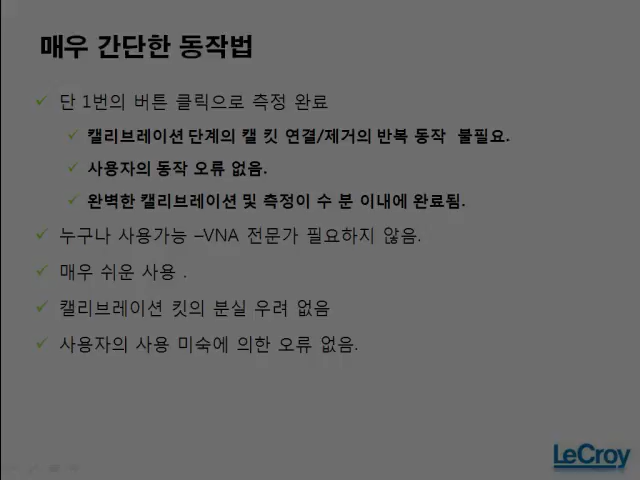 매우 간단한 동작법
단 1번의 버튼 클릭으로 측정 완료
캘리브레이션 단계의 캘 킷 연결/제거의 반복 동작 불필요.
사용자의 동작 오류 없음.
완벽한 캘리브레이션 및 측정이 수 분 이내에 완료됨.
누구나 사용가능 –VNA 전문가 필요하지 않음.
매우 쉬운 사용 .
캘리브레이션 킷의 분실 우려 없음
사용자의 사용 미숙에 의한 오류 없음.
LeCroy